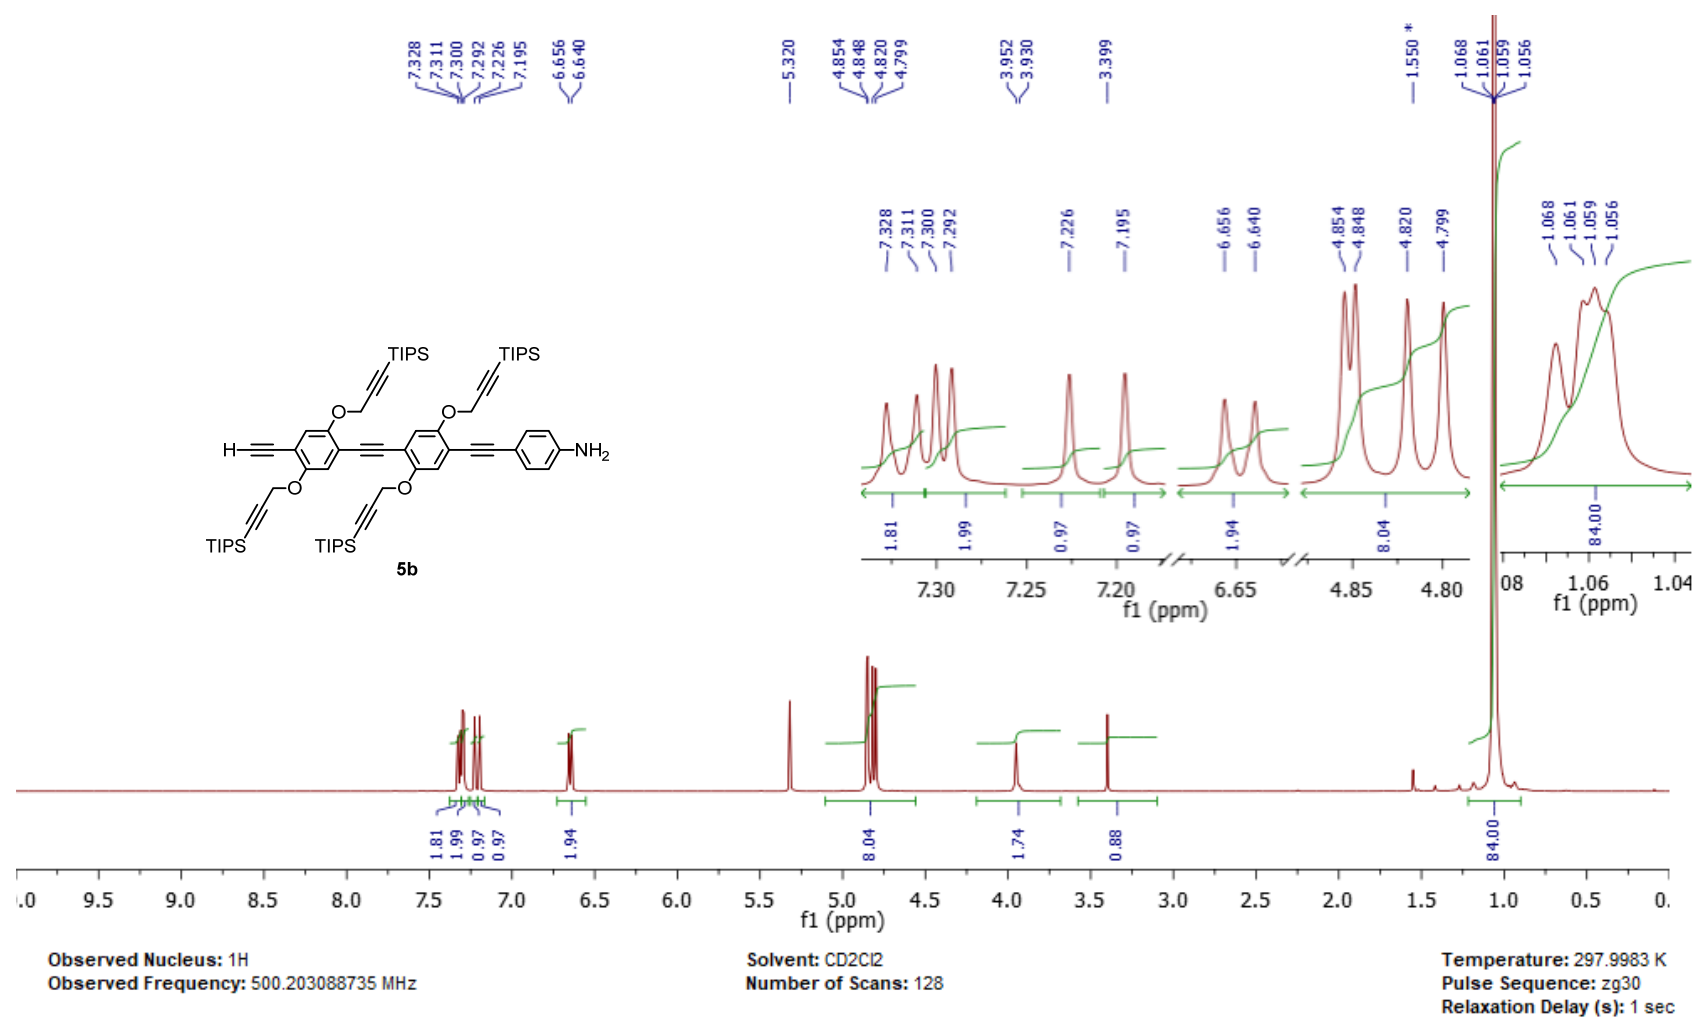 7.328
7.311
7.300
7.292
7.226
7.195
6.656
6.640
5.320
4.854
4.848
4.820
4.799
3.952
3.930
3.399
1.550 *
1.068
1.061
1.059
1.056
7.328
7.311
7.300
7.292
7.226
7.195
6.656
6.640
4.854
4.848
4.820
4.799
1.068
1.061
1.059
1.056
1.81
1.99
0.97
0.97
1.94
8.04
84.00
7.30 7.25 7.20 6.65 4.85 4.80
f1 (ppm)
08 1.06 1.04
f1 (ppm)
TIPS TIPS
O O
H NH2
O O
TIPS TIPS
5b
1.81
1.99
0.97
0.97
1.94
8.04
1.74
0.88
84.00
.0 9.5 9.0 8.5 8.0 7.5 7.0 6.5 6.0 5.5 5.0 4.5 4.0 3.5 3.0 2.5 2.0 1.5 1.0 0.5 0.
f1 (ppm)
Observed Nucleus: 1H
Observed Frequency: 500.203088735 MHz
Solvent: CD2Cl2
Number of Scans: 128
Temperature: 297.9983 K
Pulse Sequence: zg30
Relaxation Delay (s): 1 sec